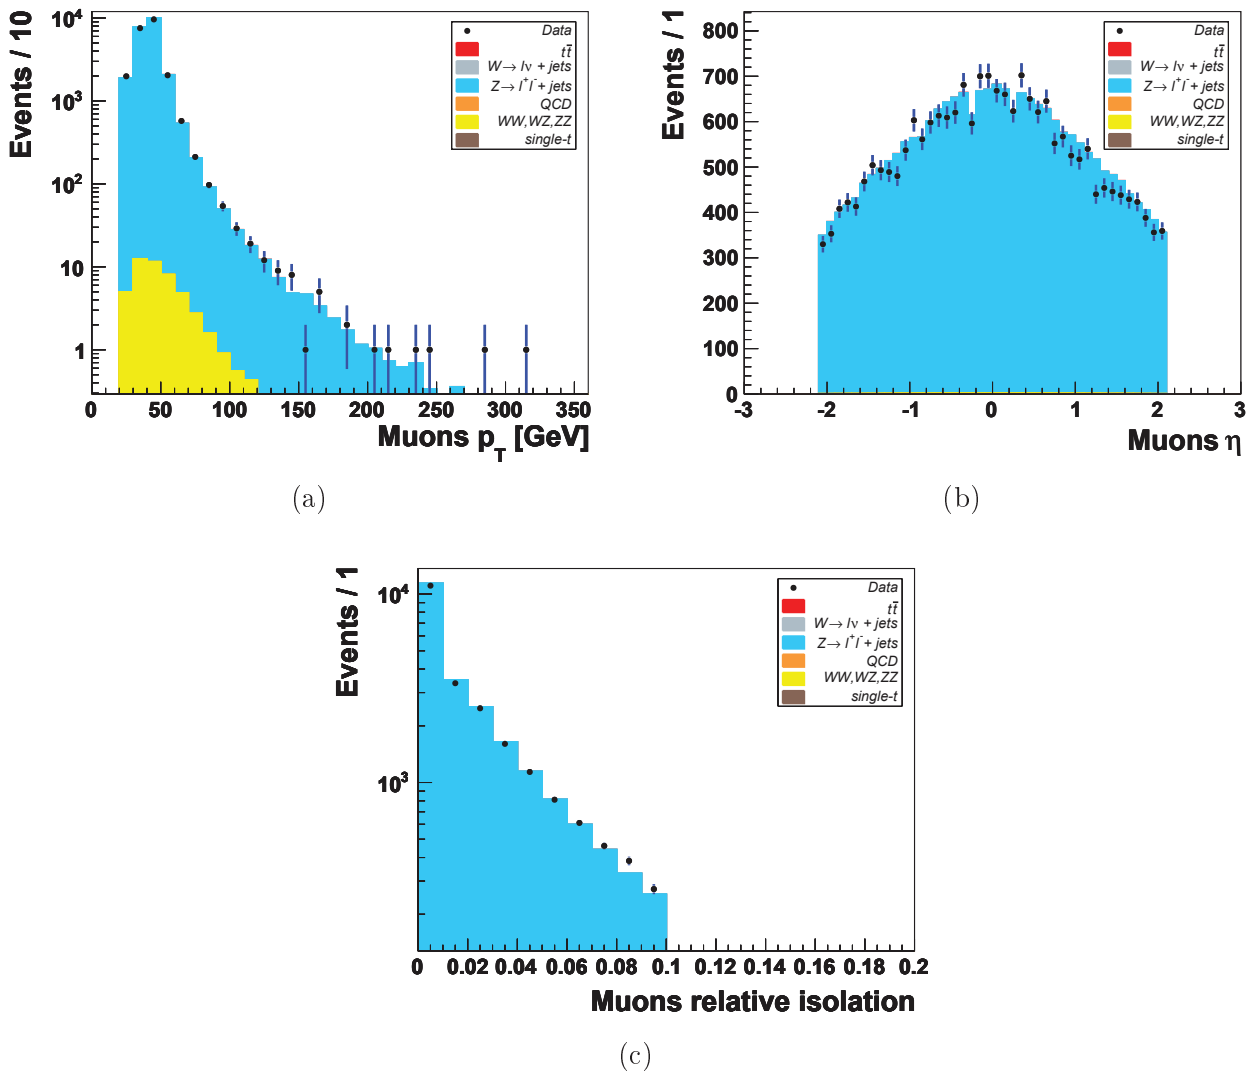 Events / 10
10⁴
10³
10²
10
1
0 50 100 150 200 250 300 350
Muons p_T [GeV]
Data
tt̅
W→ lν + jets
Z→ l⁺l⁻+ jets
QCD
WW,WZ,ZZ
single-t
(a)
Events / 1
800
700
600
500
400
300
200
100
0
-3 -2 -1 0 1 2 3
Muons η
Data
tt̅
W→ lν + jets
Z→ l⁺l⁻+ jets
QCD
WW,WZ,ZZ
single-t
(b)
Events / 1
10⁴
10³
0 0.02 0.04 0.06 0.08 0.1 0.12 0.14 0.16 0.18 0.2
Muons relative isolation
Data
tt̅
W→ lν + jets
Z→ l⁺l⁻+ jets
QCD
WW,WZ,ZZ
single-t
(c)